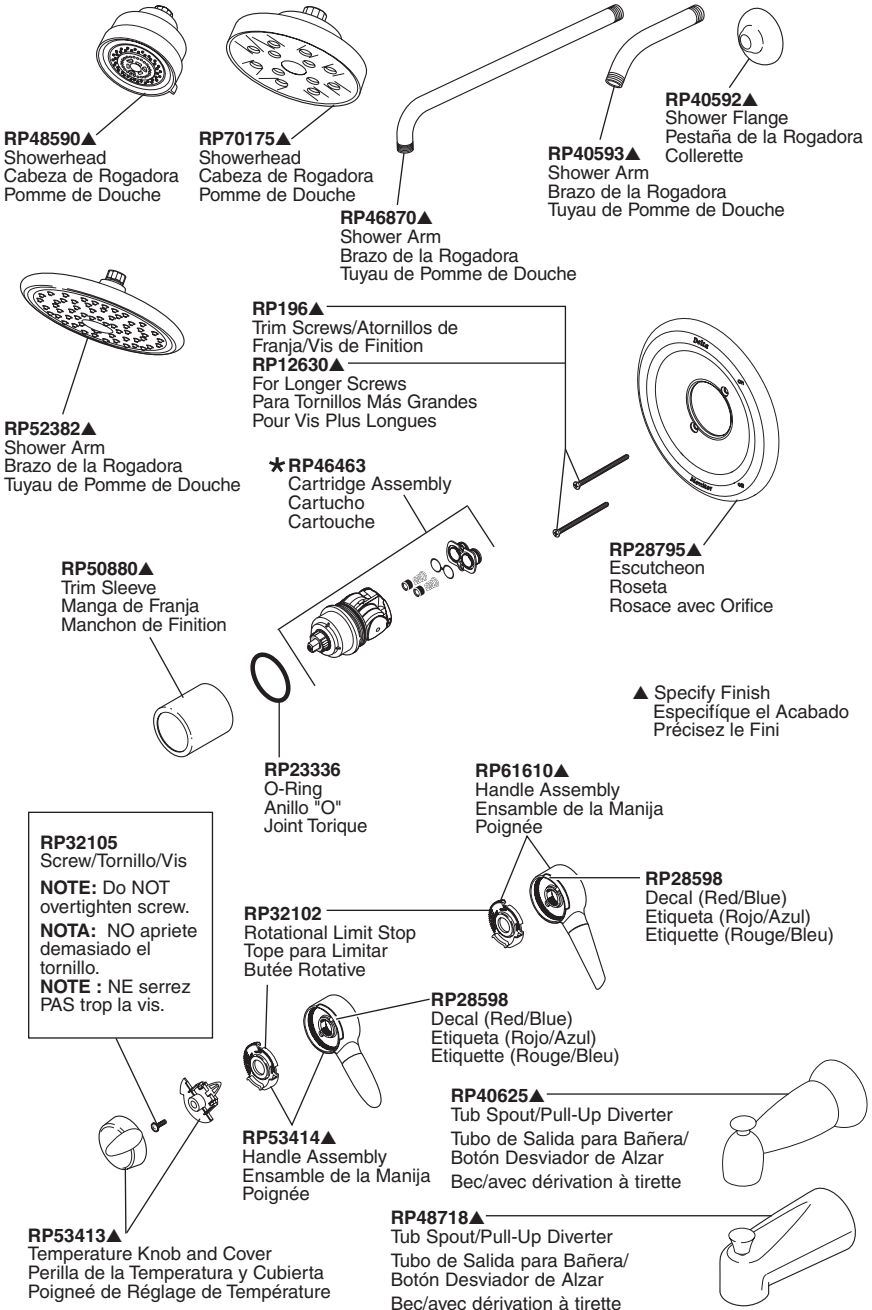 RP48590▲
Showerhead
Cabeza de Rogadora
Pomme de Douche
RP70175▲
Showerhead
Cabeza de Rogadora
Pomme de Douche
RP46870▲
Shower Arm
Brazo de la Rogadora
Tuyau de Pomme de Douche
RP40593▲
Shower Arm
Brazo de la Rogadora
Tuyau de Pomme de Douche
RP40592▲
Shower Flange
Pestaña de la Rogadora
Collerette
RP52382▲
Shower Arm
Brazo de la Rogadora
Tuyau de Pomme de Douche
RP196▲
Trim Screws/Atornillos de
Franja/Vis de Finition
RP12630▲
For Longer Screws
Para Tornillos Más Grandes
Pour Vis Plus Longues
Delta
Monitor
RP28795▲
Escutcheon
Roseta
Rosace avec Orifice
*RP46463
Cartridge Assembly
Cartucho
Cartouche
RP50880▲
Trim Sleeve
Manga de Franja
Manchon de Finition
▲ Specify Finish
Especifíque el Acabado
Précisez le Fini
RP23336
O-Ring
Anillo "O"
Joint Torique
RP61610▲
Handle Assembly
Ensamble de la Manija
Poignée
RP28598
Decal (Red/Blue)
Etiqueta (Rojo/Azul)
Etiquette (Rouge/Bleu)
RP32105
Screw/Tornillo/Vis
NOTE: Do NOT
overtighten screw.
NOTA: NO apriete
demasiado el
tornillo.
NOTE : NE serrez
PAS trop la vis.
RP32102
Rotational Limit Stop
Tope para Limitar
Butée Rotative
RP28598
Decal (Red/Blue)
Etiqueta (Rojo/Azul)
Etiquette (Rouge/Bleu)
RP53414▲
Handle Assembly
Ensamble de la Manija
Poignée
RP53413▲
Temperature Knob and Cover
Perilla de la Temperatura y Cubierta
Poigneé de Réglage de Température
RP40625▲
Tub Spout/Pull-Up Diverter
Tubo de Salida para Bañera/
Botón Desviador de Alzar
Bec/avec dérivation à tirette
RP48718▲
Tub Spout/Pull-Up Diverter
Tubo de Salida para Bañera/
Botón Desviador de Alzar
Bec/avec dérivation à tirette